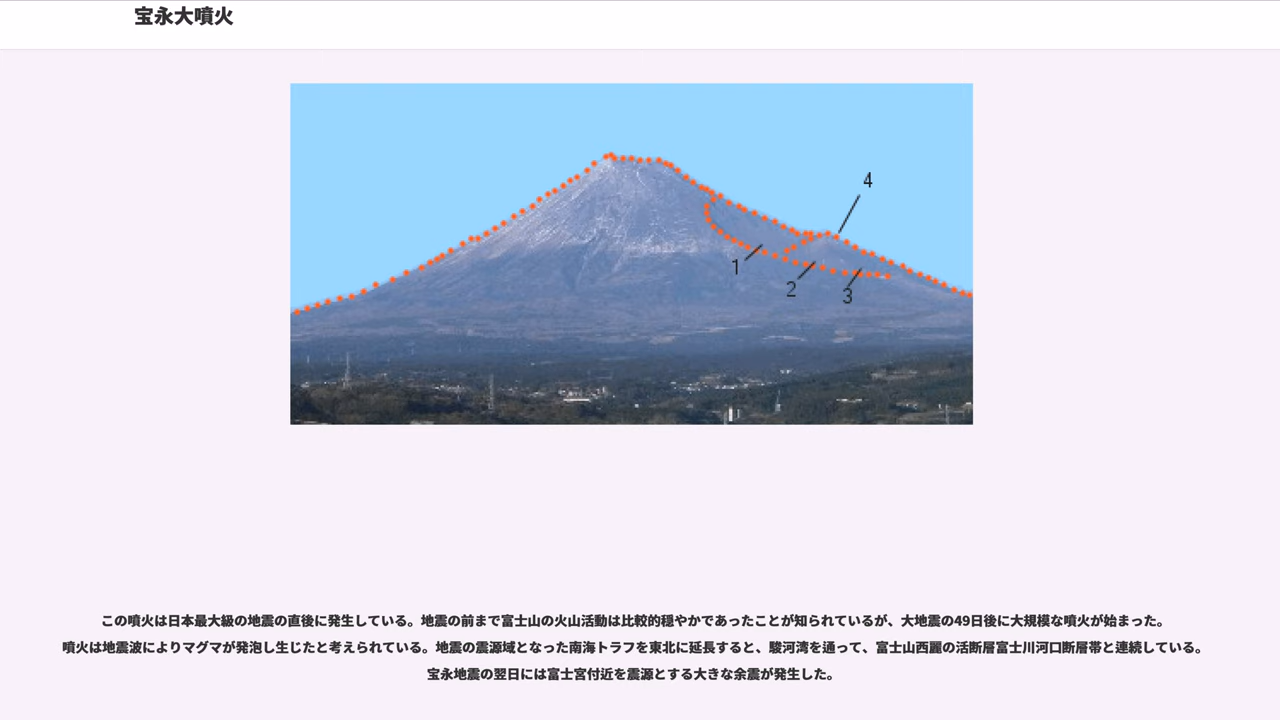 宝永大噴火
4
1
2
3
この噴火は日本最大級の地震の直後に発生している。地震の前まで富士山の火山活動は比較的穏やかであったことが知られているが、大地震の49日後に大規模な噴火が始まった。
噴火は地震波によりマグマが発泡し生じたと考えられている。地震の震源域となった南海トラフを東北に延長すると、駿河湾を通って、富士山西麗の活断層富士川河口断層帯と連続している。
宝永地震の翌日には富士宮付近を震源とする大きな余震が発生した。